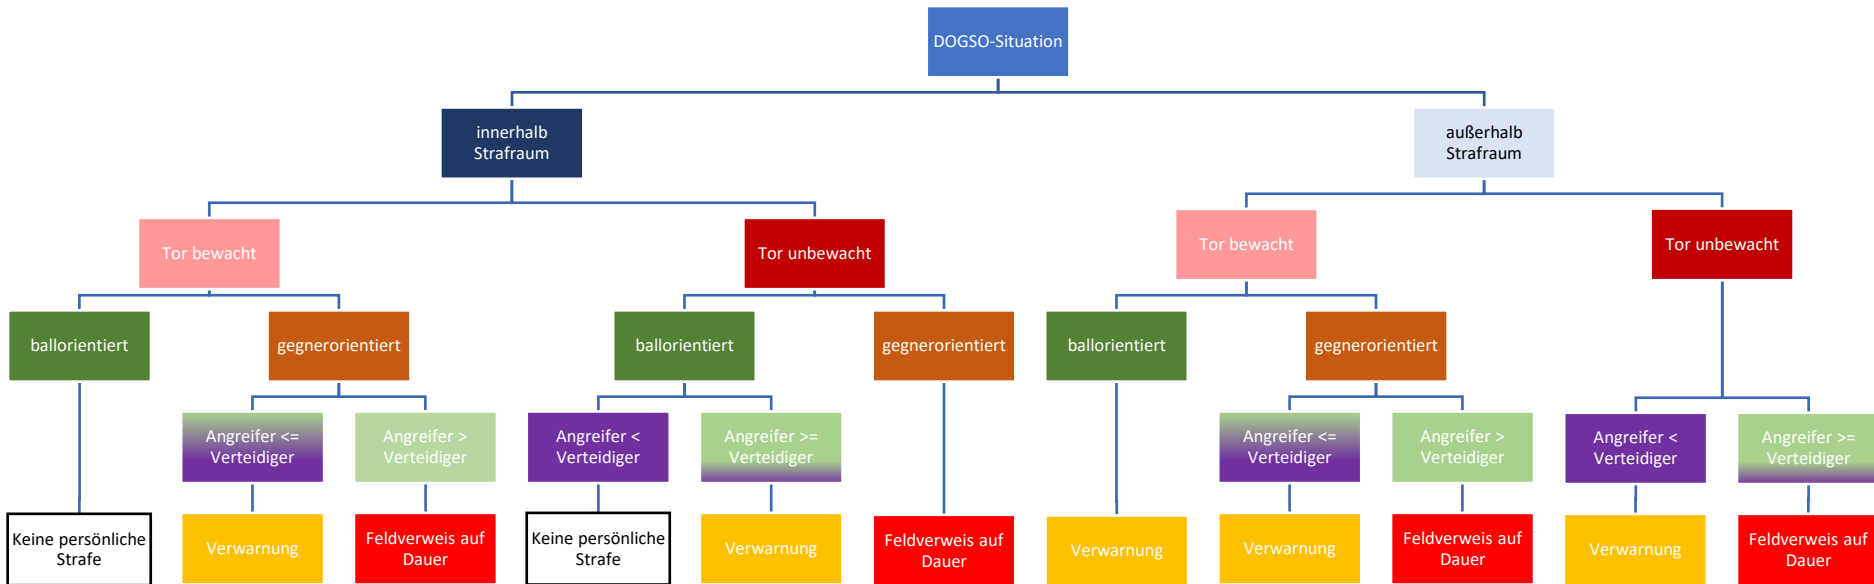 DOGSO-Situation
innerhalb
Strafraum
außerhalb
Strafraum
Tor bewacht
Tor unbewacht
Tor bewacht
Tor unbewacht
ballorientiert
gegnerorientiert
ballorientiert
gegnerorientiert
ballorientiert
gegnerorientiert
Angreifer <=
Verteidiger
Angreifer >
Verteidiger
Angreifer <
Verteidiger
Angreifer >=
Verteidiger
Angreifer <=
Verteidiger
Angreifer >
Verteidiger
Angreifer <
Verteidiger
Angreifer >=
Verteidiger
Keine persönliche
Strafe
Verwarnung
Feldverweis auf
Dauer
Keine persönliche
Strafe
Verwarnung
Feldverweis auf
Dauer
Verwarnung
Verwarnung
Feldverweis auf
Dauer
Verwarnung
Feldverweis auf
Dauer